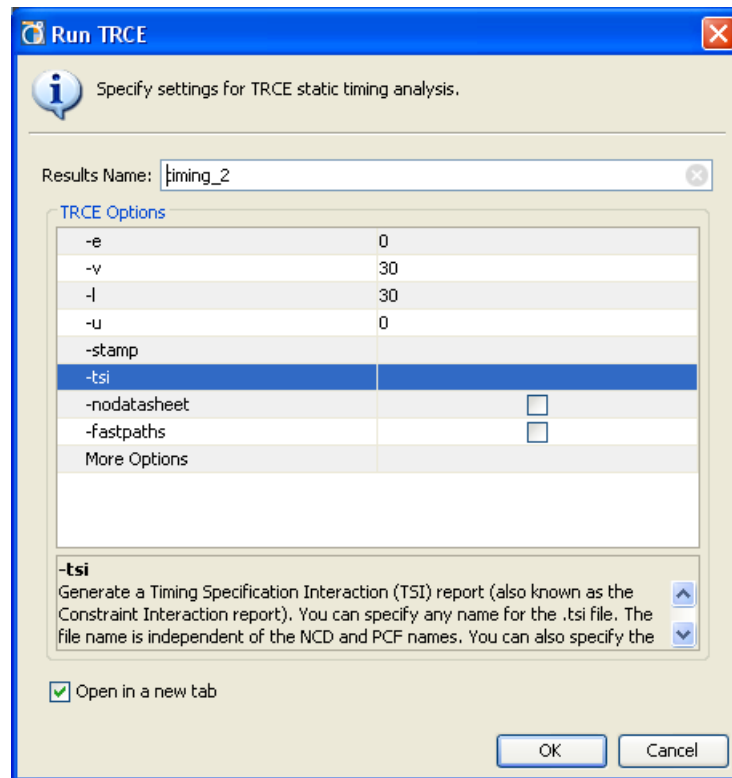 Run TRCE
Specify settings for TRCE static timing analysis.
Results Name: timing_2
TRCE Options
-e 0
-v 30
-l 30
-u 0
-stamp
-tsi
-nodatasheet
-fastpaths
More Options
-tsi
Generate a Timing Specification Interaction (TSI) report (also known as the
Constraint Interaction report). You can specify any name for the .tsi file. The
file name is independent of the NCD and PCF names. You can also specify the
Open in a new tab
OK Cancel